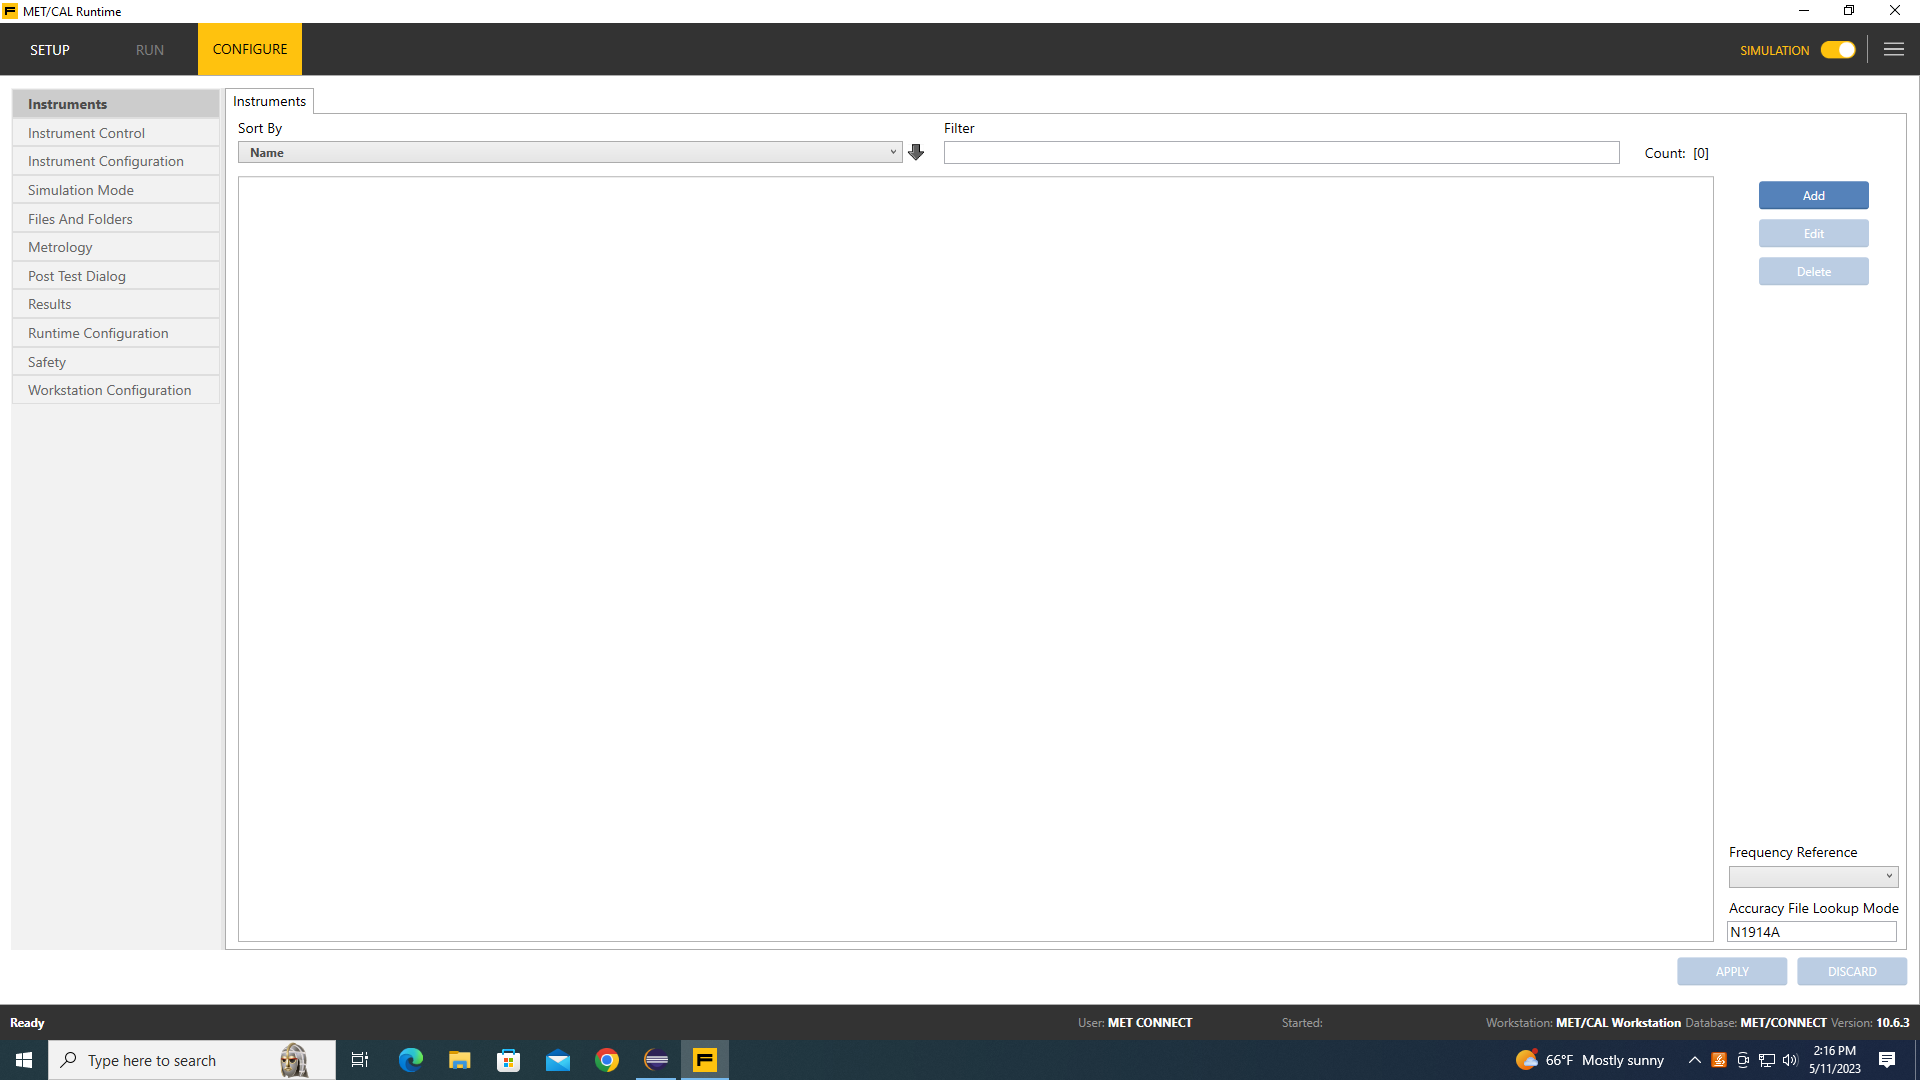 MET/CAL Runtime
SETUP
RUN
CONFIGURE
SIMULATION
Instruments
Instrument Control
Instrument Configuration
Simulation Mode
Files And Folders
Metrology
Post Test Dialog
Results
Runtime Configuration
Safety
Workstation Configuration
Instruments
Sort By
Name
Filter
Count: [0]
Add
Edit
Delete
Frequency Reference
Accuracy File Lookup Mode
N1914A
APPLY
DISCARD
Ready
User: MET CONNECT
Started:
Workstation: MET/CAL Workstation Database: MET/CONNECT Version: 10.6.3
Type here to search
66°F Mostly sunny
2:16 PM
5/11/2023